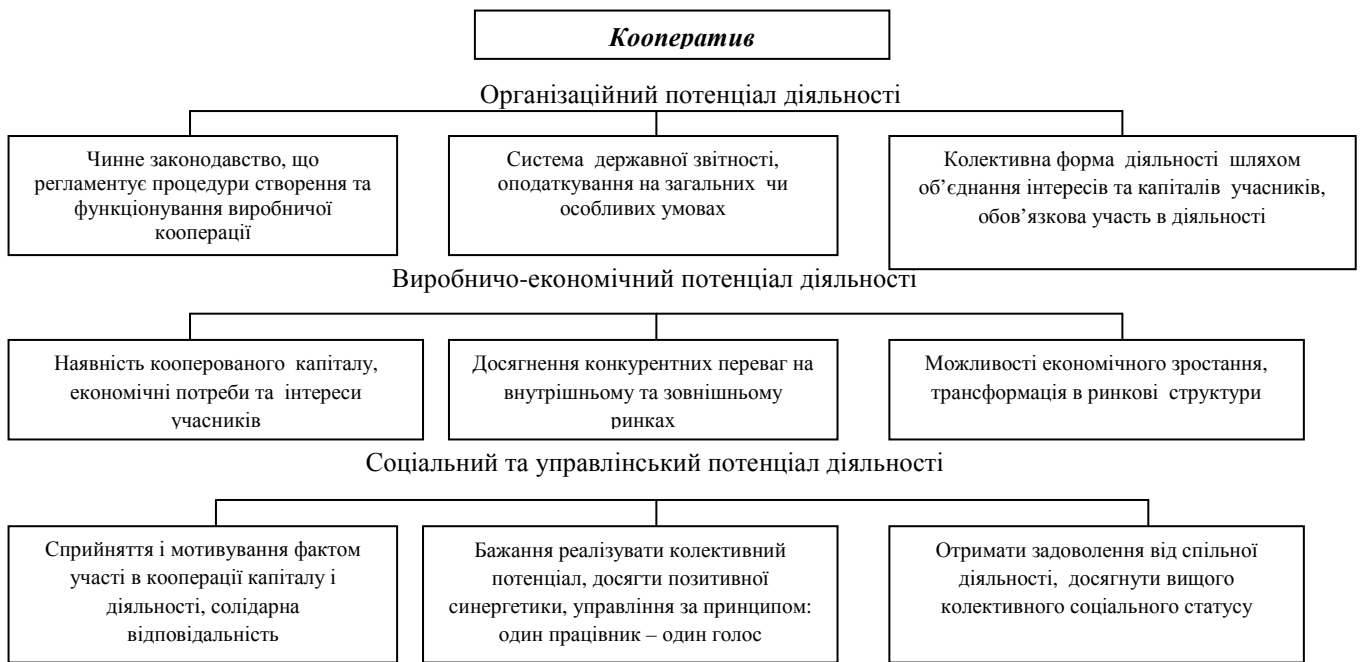 Кооператив
Організаційний потенціал діяльності
Чинне законодавство, що
регламентує процедури створення та
функціонування виробничої
кооперації
Система державної звітності,
оподаткування на загальних чи
особливих умовах
Колективна форма діяльності шляхом
об’єднання інтересів та капіталів учасників,
обов’язкова участь в діяльності
Виробничо-економічний потенціал діяльності
Наявність кооперованого капіталу,
економічні потреби та інтереси
учасників
Досягнення конкурентних переваг на
внутрішньому та зовнішньому
ринках
Можливості економічного зростання,
трансформація в ринкові структури
Соціальний та управлінський потенціал діяльності
Сприйняття і мотивування фактом
участі в кооперації капіталу і
діяльності, солідарна
відповідальність
Бажання реалізувати колективний
потенціал, досягти позитивної
синергетики, управління за принципом:
один працівник – один голос
Отримати задоволення від спільної
діяльності, досягнути вищого
колективного соціального статусу